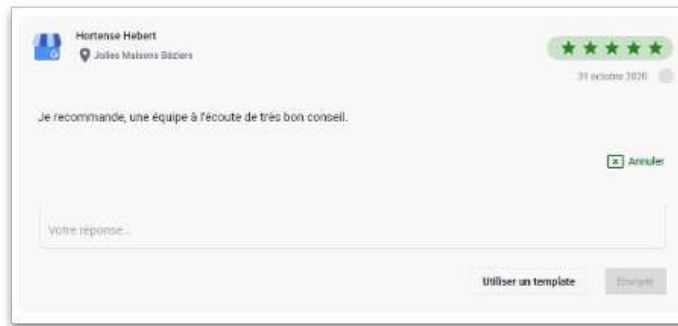 Hortense Hebert
Jolies Maisons Béziers
31 octobre 2020
Je recommande, une équipe à l'écoute de très bon conseil.
Annuler
Votre réponse...
Utiliser un template
Envoyer